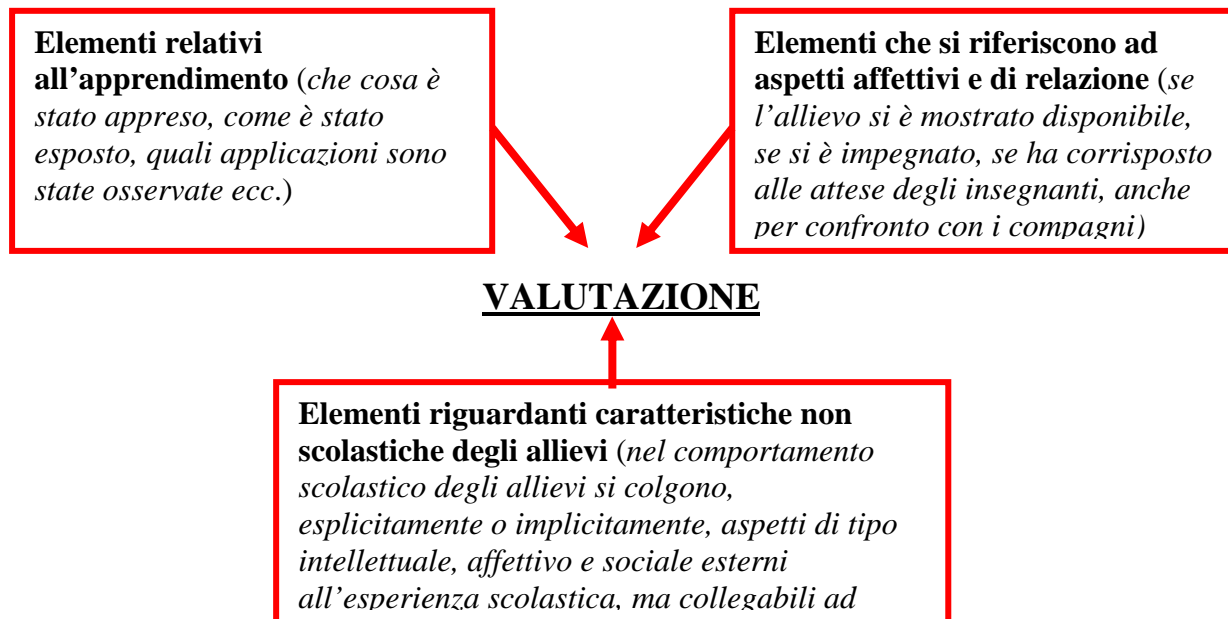 Elementi relativi
all’apprendimento (che cosa è
stato appreso, come è stato
esposto, quali applicazioni sono
state osservate ecc.)
Elementi che si riferiscono ad
aspetti affettivi e di relazione (se
l’allievo si è mostrato disponibile,
se si è impegnato, se ha corrisposto
alle attese degli insegnanti, anche
per confronto con i compagni)
VALUTAZIONE
Elementi riguardanti caratteristiche non
scolastiche degli allievi (nel comportamento
scolastico degli allievi si colgono,
esplicitamente o implicitamente, aspetti di tipo
intellettuale, affettivo e sociale esterni
all’esperienza scolastica, ma collegabili ad